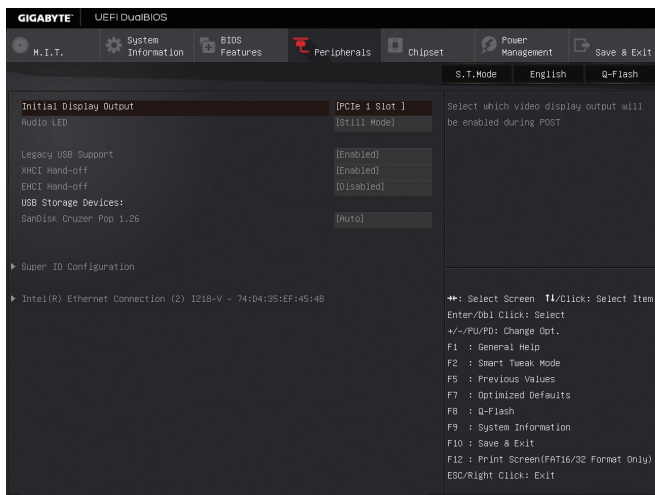 GIGABYTE™ UEFI DualBIOS
M.I.T. System Information BIOS Features Peripherals Chipset Power Management Save & Exit
S.T.Mode English Q-Flash
Initial Display Output [PCIe 1 Slot ]
Audio LED [Still Mode]
Legacy USB Support [Enabled]
XHCI Hand-off [Enabled]
EHCI Hand-off [Disabled]
USB Storage Devices:
SanDisk Cruzer Pop 1.26 [Auto]
Super IO Configuration
Intel(R) Ethernet Connection (2) I218-V - 74:D4:35:EF:45:4B
Select which video display output will
be enabled during POST
→←: Select Screen ↑↓/Click: Select Item
Enter/Dbl Click: Select
+/-/PU/PD: Change Opt.
F1 : General Help
F2 : Smart Tweak Mode
F5 : Previous Values
F7 : Optimized Defaults
F8 : Q-Flash
F9 : System Information
F10 : Save & Exit
F12 : Print Screen(FAT16/32 Format Only)
ESC/Right Click: Exit